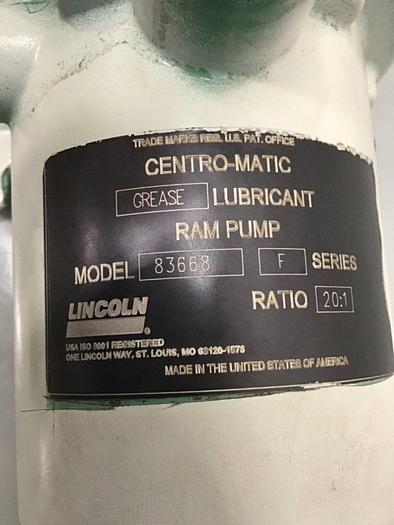 TRADE MARKS REG. U.S. PAT. OFFICE
CENTRO-MATIC
GREASE LUBRICANT
RAM PUMP
MODEL 83668 F SERIES
RATIO 20:1
LINCOLN
®
USA ISO 9001 REGISTERED
ONE LINCOLN WAY, ST. LOUIS, MO 63120-1578
MADE IN THE UNITED STATES OF AMERICA